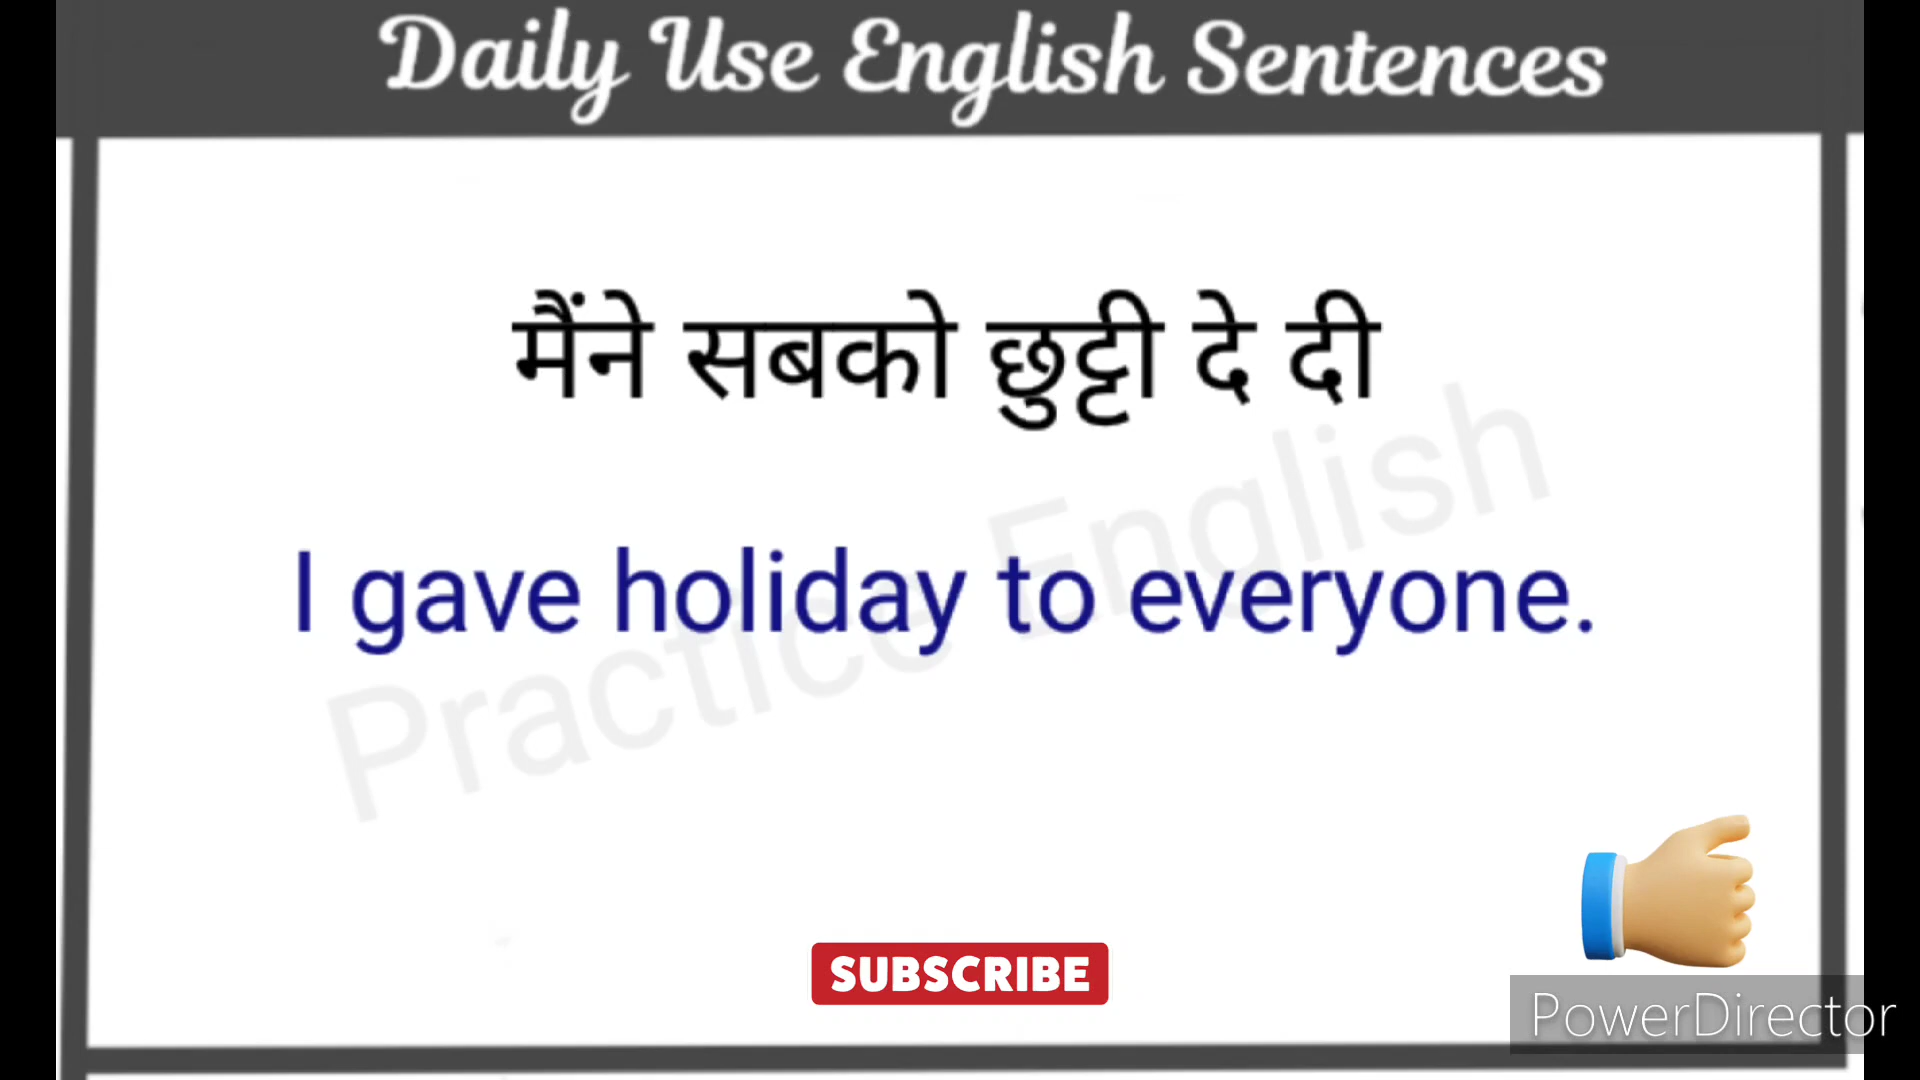 Daily Use English Sentences
मैंने सबको छुट्टी दे दी
I gave holiday to everyone.
Practice English
SUBSCRIBE
PowerDirector